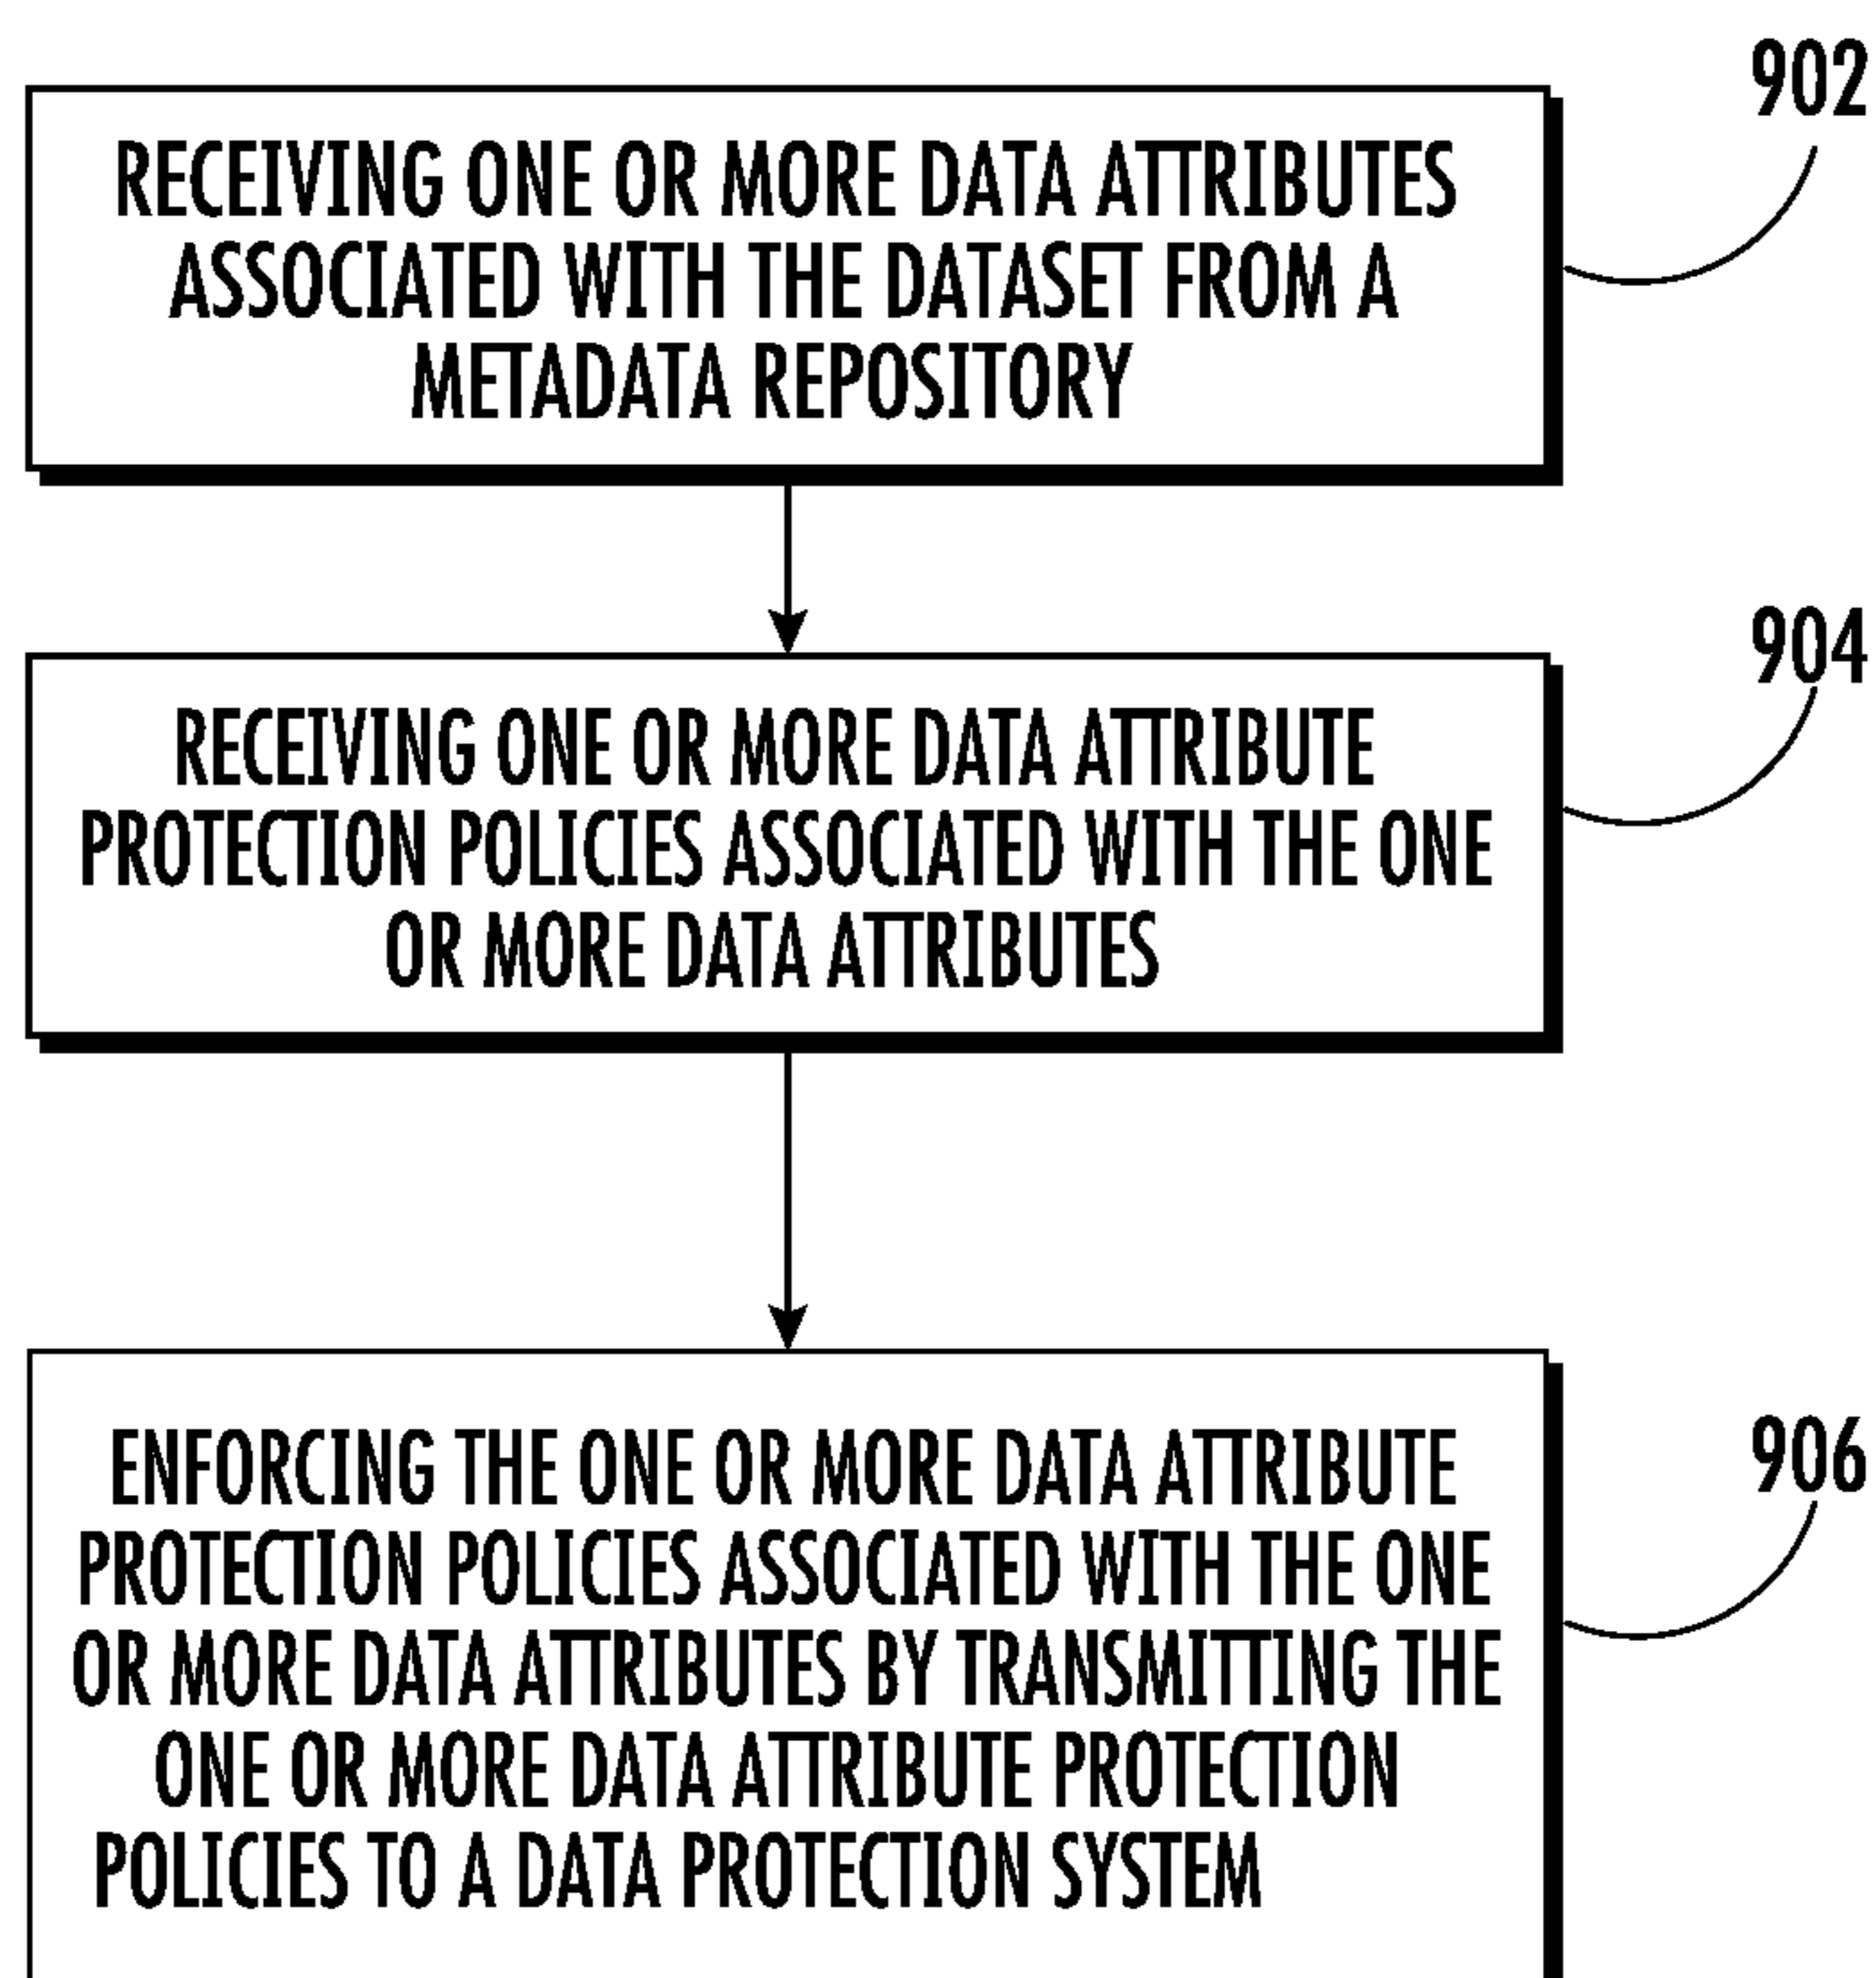 902
RECEIVING ONE OR MORE DATA ATTRIBUTES
ASSOCIATED WITH THE DATASET FROM A
METADATA REPOSITORY
904
RECEIVING ONE OR MORE DATA ATTRIBUTE
PROTECTION POLICIES ASSOCIATED WITH THE ONE
OR MORE DATA ATTRIBUTES
906
ENFORCING THE ONE OR MORE DATA ATTRIBUTE
PROTECTION POLICIES ASSOCIATED WITH THE ONE
OR MORE DATA ATTRIBUTES BY TRANSMITTING THE
ONE OR MORE DATA ATTRIBUTE PROTECTION
POLICIES TO A DATA PROTECTION SYSTEM